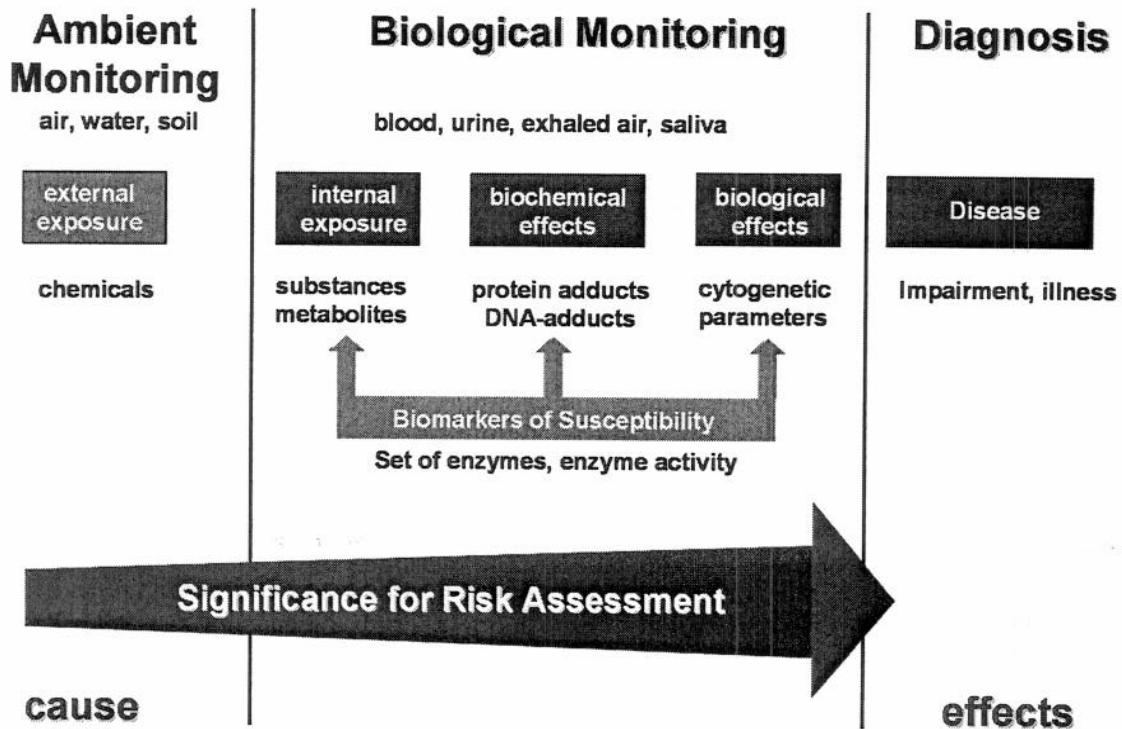 Ambient
Monitoring
air, water, soil
external
exposure
chemicals
Biological Monitoring
blood, urine, exhaled air, saliva
internal
exposure
substances
metabolites
biochemical
effects
protein adducts
DNA-adducts
biological
effects
cytogenetic
parameters
Biomarkers of Susceptibility
Set of enzymes, enzyme activity
Diagnosis
Disease
Impairment, illness
Significance for Risk Assessment
cause
effects